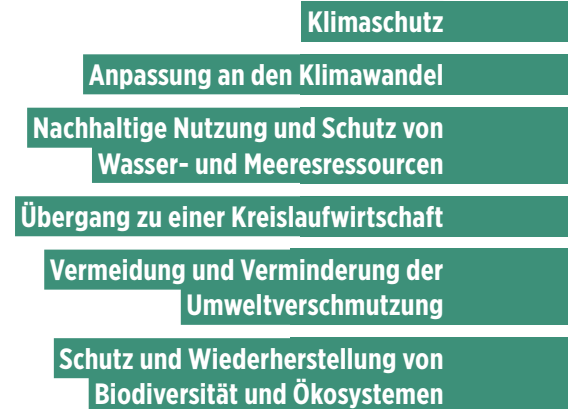 Klimaschutz
Anpassung an den Klimawandel
Nachhaltige Nutzung und Schutz von
Wasser- und Meeresressourcen
Übergang zu einer Kreislaufwirtschaft
Vermeidung und Verminderung der
Umweltverschmutzung
Schutz und Wiederherstellung von
Biodiversität und Ökosystemen